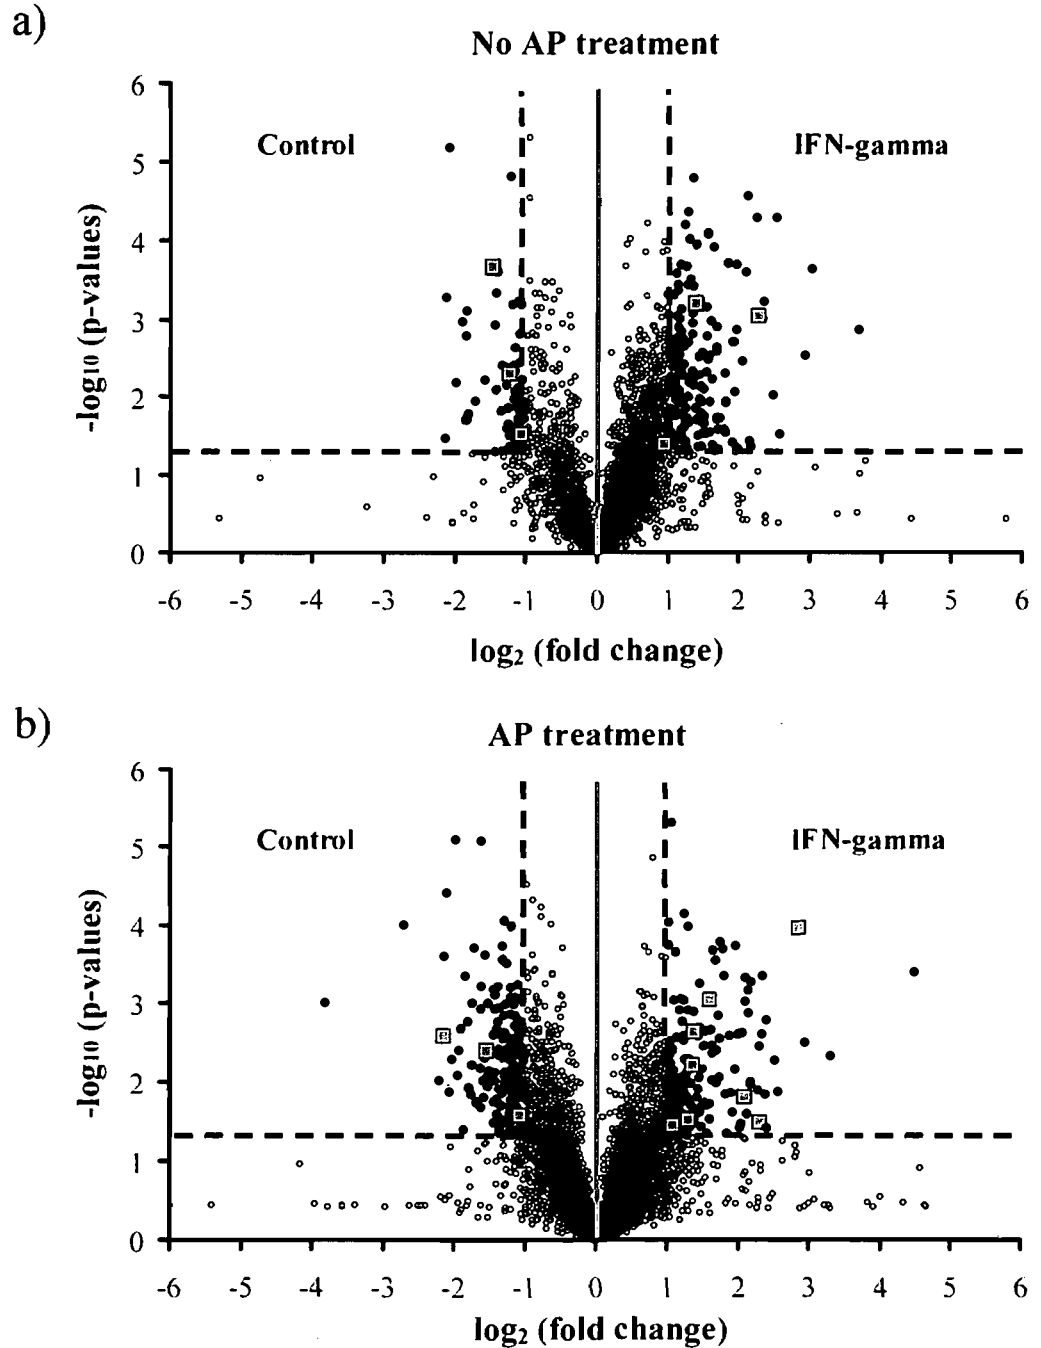 a)
No AP treatment
6
Control
IFN-gamma
5
4
3
2
1
0
-log10 (p-values)
-6 -5 -4 -3 -2 -1 0 1 2 3 4 5 6
log2 (fold change)
b)
AP treatment
6
Control
IFN-gamma
5
4
3
2
1
0
-log10 (p-values)
-6 -5 -4 -3 -2 -1 0 1 2 3 4 5 6
log2 (fold change)